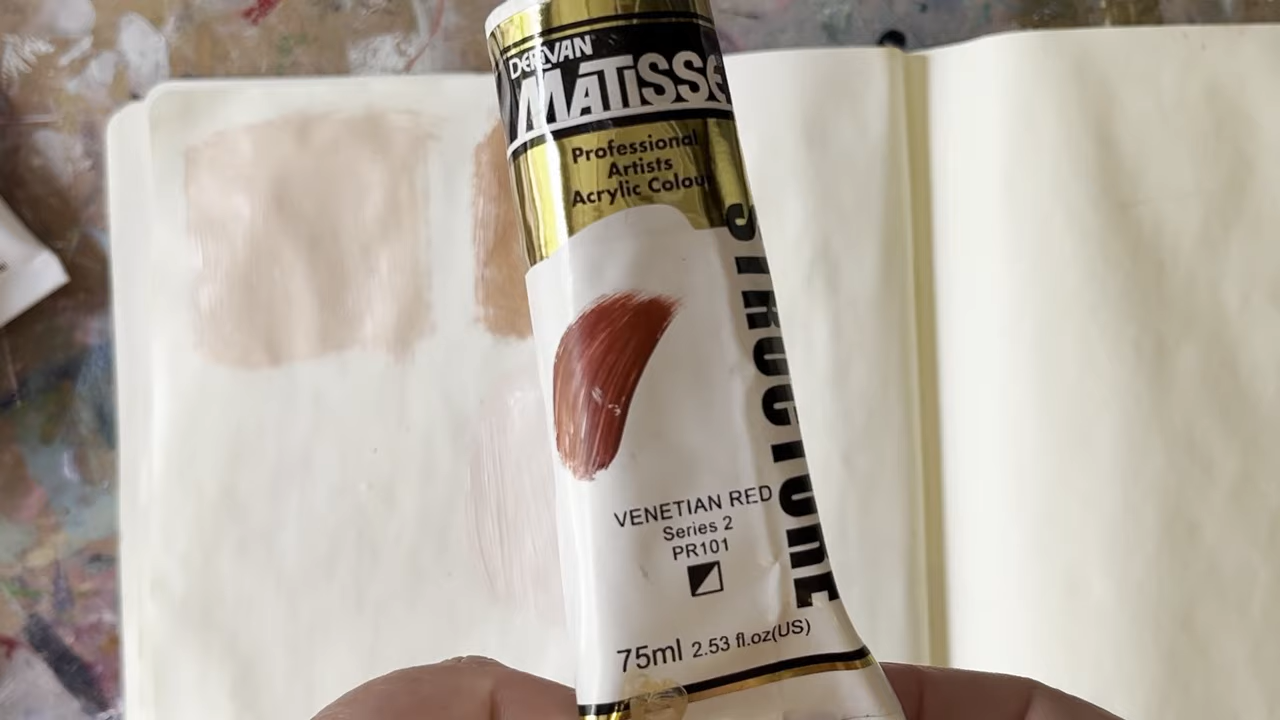 DERIVAN
MATISSE
Professional
Artists
Acrylic Colour
STRUCTURE
VENETIAN RED
Series 2
PR101
75ml 2.53 fl.oz(US)